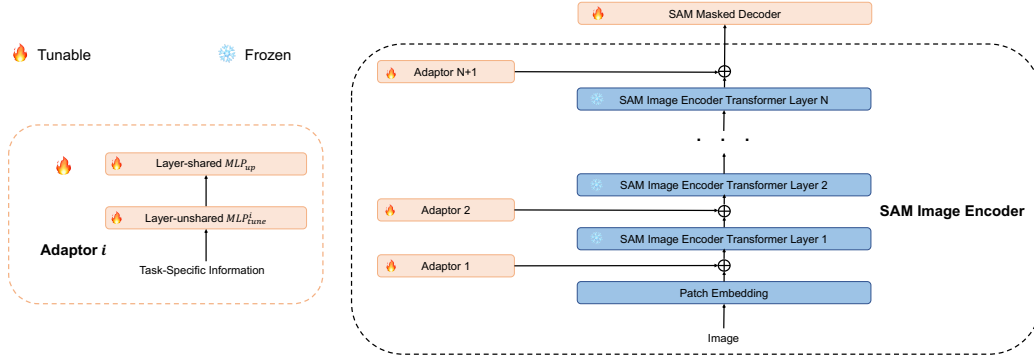 Tunable
Frozen
Layer-shared MLP_up
Layer-unshared MLP^i_tune
Adaptor i
Task-Specific Information
SAM Masked Decoder
Adaptor N+1
SAM Image Encoder Transformer Layer N
. . .
SAM Image Encoder Transformer Layer 2
Adaptor 2
SAM Image Encoder
SAM Image Encoder Transformer Layer 1
Adaptor 1
Patch Embedding
Image